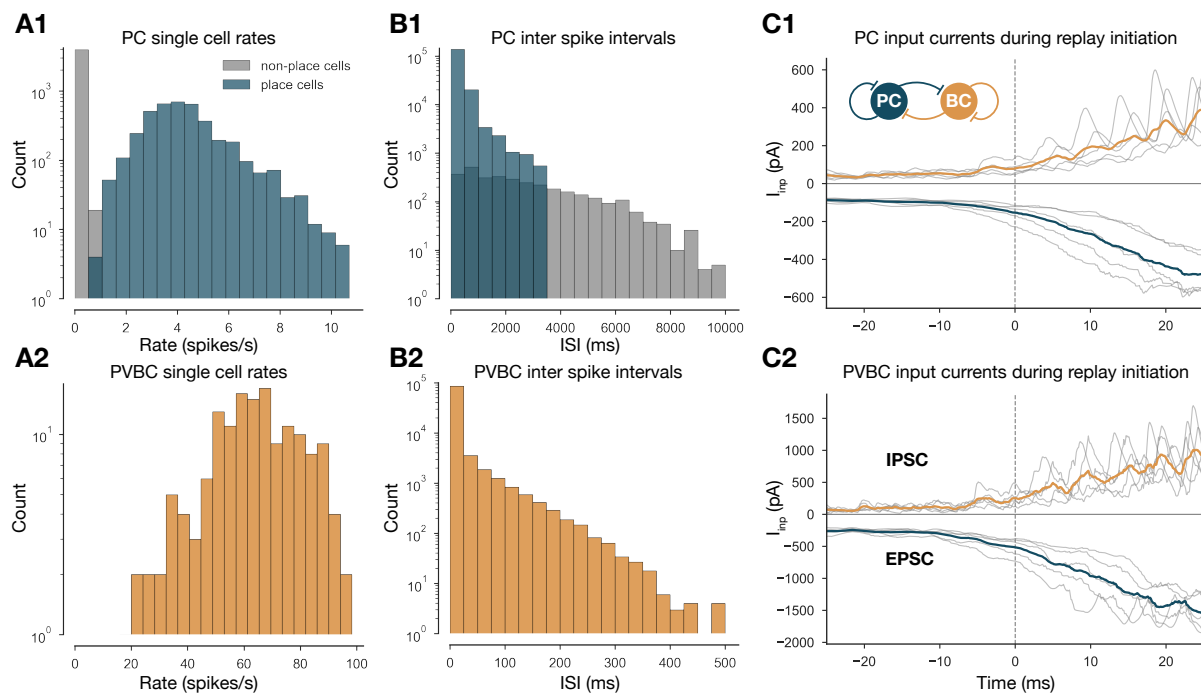 A1
PC single cell rates
non-place cells
place cells
Count
10³
10²
10¹
10⁰
0 2 4 6 8 10
Rate (spikes/s)
B1
PC inter spike intervals
Count
10⁵
10⁴
10³
10²
10¹
10⁰
0 2000 4000 6000 8000 10000
ISI (ms)
C1
PC input currents during replay initiation
PC BC
I_inp (pA)
600
400
200
0
−200
−400
−600
−20 −10 0 10 20
Time (ms)
A2
PVBC single cell rates
Count
10¹
10⁰
0 20 40 60 80 100
Rate (spikes/s)
B2
PVBC inter spike intervals
Count
10⁵
10⁴
10³
10²
10¹
10⁰
0 100 200 300 400 500
ISI (ms)
C2
PVBC input currents during replay initiation
IPSC
EPSC
I_inp (pA)
1500
1000
500
0
−500
−1000
−1500
−2000
−20 −10 0 10 20
Time (ms)